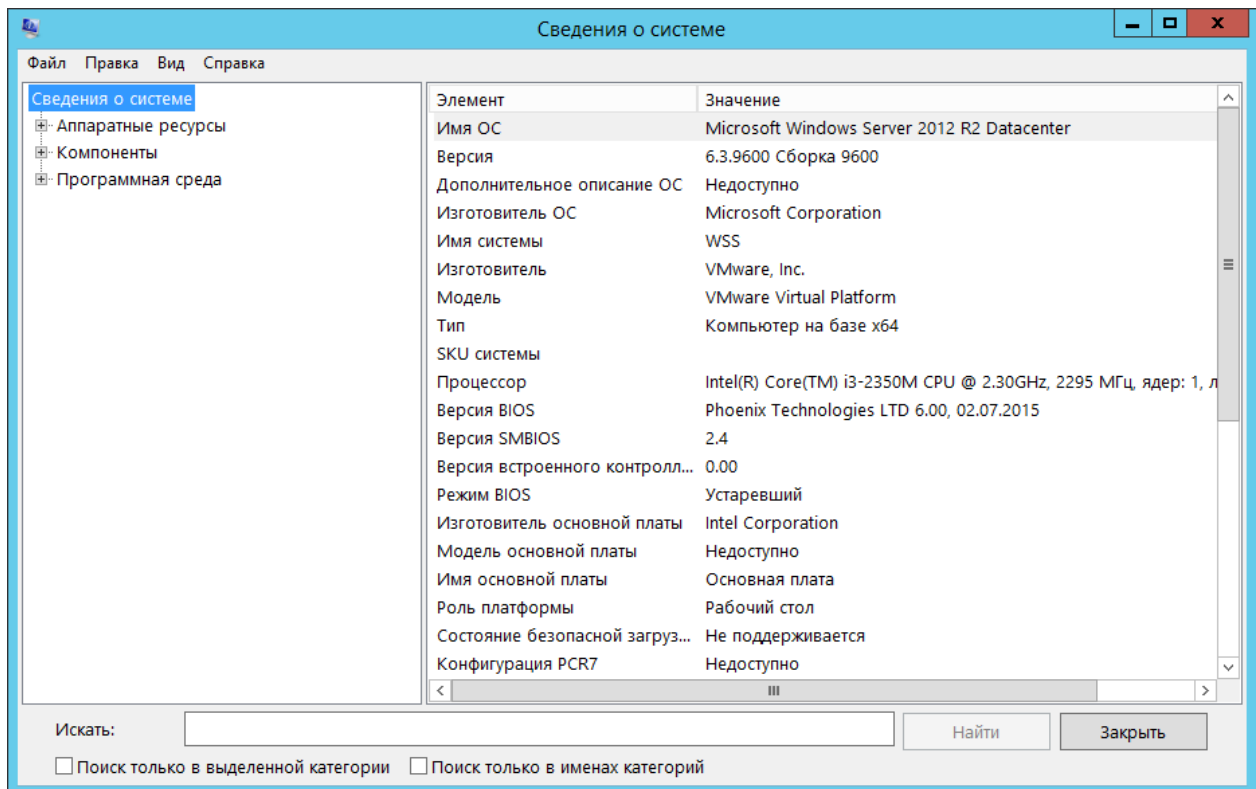 Сведения о системе
Файл Правка Вид Справка
Сведения о системе
Аппаратные ресурсы
Компоненты
Программная среда
Элемент Значение
Имя ОС Microsoft Windows Server 2012 R2 Datacenter
Версия 6.3.9600 Сборка 9600
Дополнительное описание ОС Недоступно
Изготовитель ОС Microsoft Corporation
Имя системы WSS
Изготовитель VMware, Inc.
Модель VMware Virtual Platform
Тип Компьютер на базе x64
SKU системы
Процессор Intel(R) Core(TM) i3-2350M CPU @ 2.30GHz, 2295 МГц, ядер: 1, л
Версия BIOS Phoenix Technologies LTD 6.00, 02.07.2015
Версия SMBIOS 2.4
Версия встроенного контролл... 0.00
Режим BIOS Устаревший
Изготовитель основной платы Intel Corporation
Модель основной платы Недоступно
Имя основной платы Основная плата
Роль платформы Рабочий стол
Состояние безопасной загруз... Не поддерживается
Конфигурация PCR7 Недоступно
Искать: Найти Закрыть
Поиск только в выделенной категории Поиск только в именах категорий